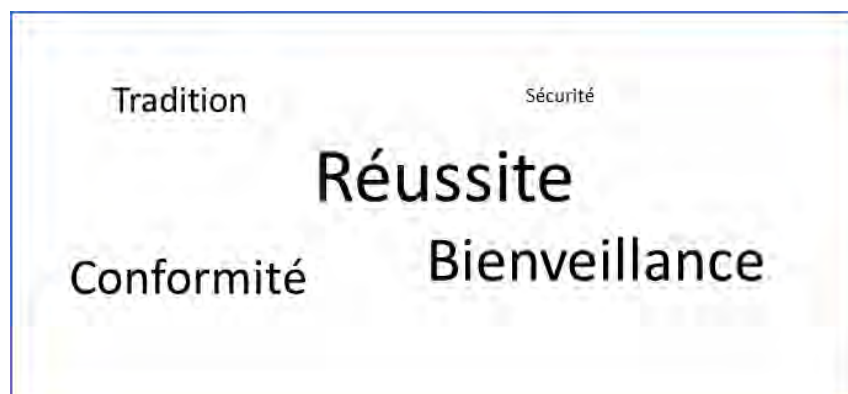 Tradition
Sécurité
Réussite
Bienveillance
Conformité